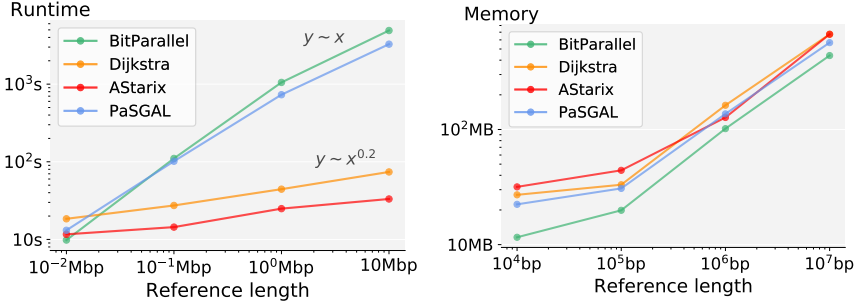 Runtime
BitParallel
Dijkstra
AStarix
PaSGAL
y ~ x
y ~ x^0.2
10³s
10²s
10s
10⁻²Mbp 10⁻¹Mbp 10⁰Mbp 10Mbp
Reference length
Memory
BitParallel
Dijkstra
AStarix
PaSGAL
10²MB
10MB
10⁴bp 10⁵bp 10⁶bp 10⁷bp
Reference length